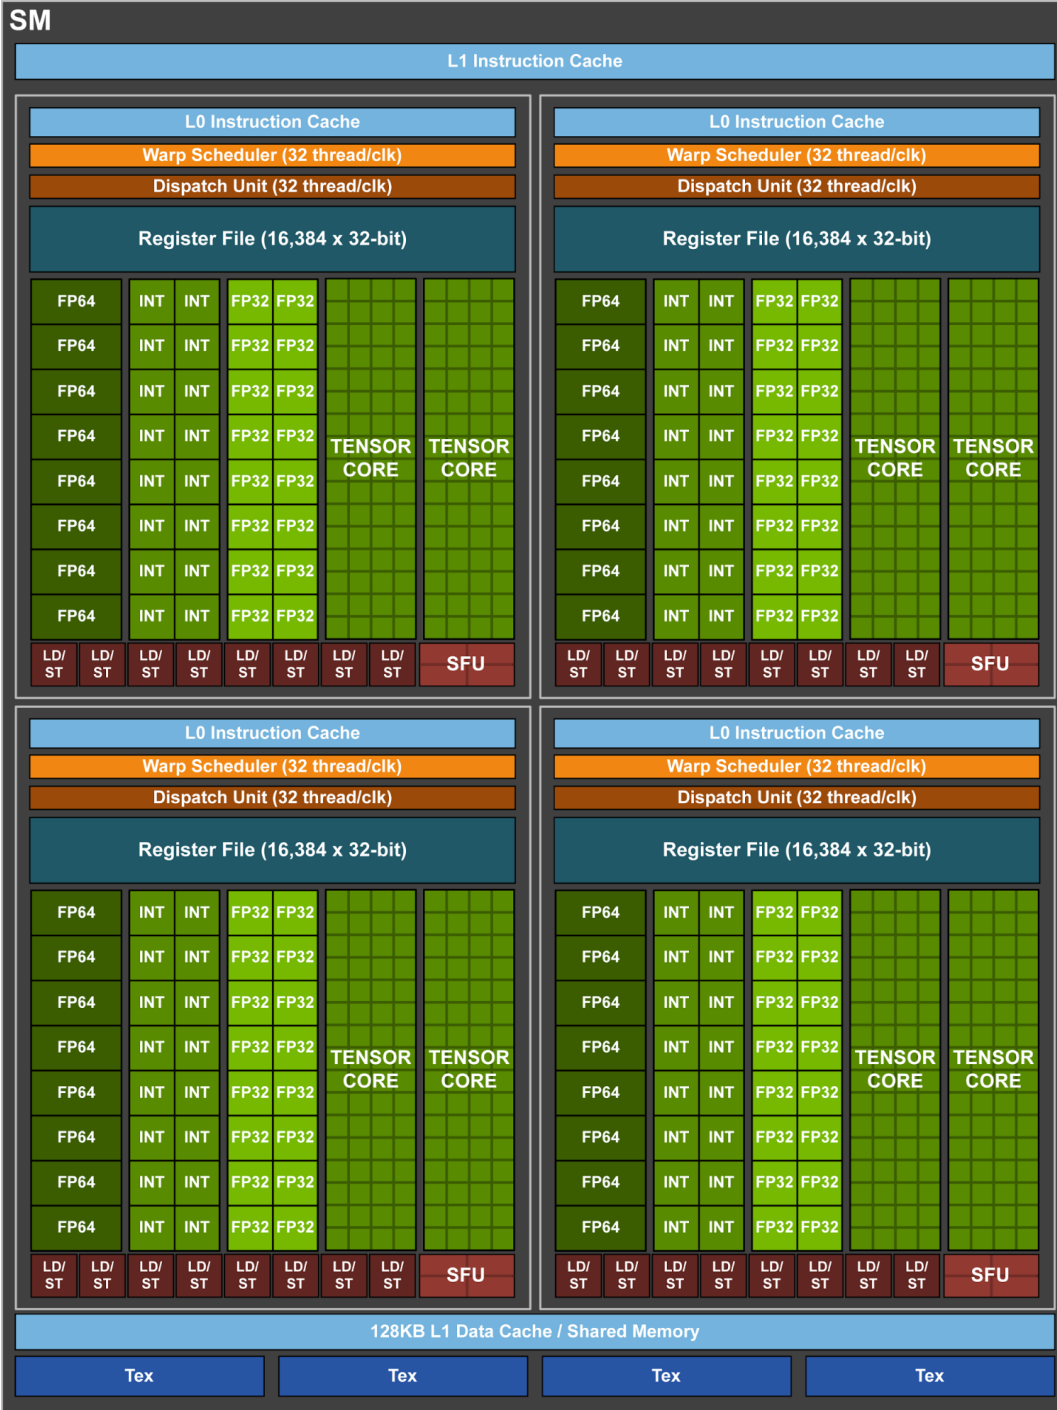 SM
L1 Instruction Cache
L0 Instruction Cache
Warp Scheduler (32 thread/clk)
Dispatch Unit (32 thread/clk)
Register File (16,384 x 32-bit)
FP64 INT INT FP32 FP32
FP64 INT INT FP32 FP32
FP64 INT INT FP32 FP32
FP64 INT INT FP32 FP32
FP64 INT INT FP32 FP32
FP64 INT INT FP32 FP32
FP64 INT INT FP32 FP32
FP64 INT INT FP32 FP32
TENSOR CORE
TENSOR CORE
LD/ST LD/ST LD/ST LD/ST LD/ST LD/ST LD/ST LD/ST SFU
L0 Instruction Cache
Warp Scheduler (32 thread/clk)
Dispatch Unit (32 thread/clk)
Register File (16,384 x 32-bit)
FP64 INT INT FP32 FP32
FP64 INT INT FP32 FP32
FP64 INT INT FP32 FP32
FP64 INT INT FP32 FP32
FP64 INT INT FP32 FP32
FP64 INT INT FP32 FP32
FP64 INT INT FP32 FP32
FP64 INT INT FP32 FP32
TENSOR CORE
TENSOR CORE
LD/ST LD/ST LD/ST LD/ST LD/ST LD/ST LD/ST LD/ST SFU
L0 Instruction Cache
Warp Scheduler (32 thread/clk)
Dispatch Unit (32 thread/clk)
Register File (16,384 x 32-bit)
FP64 INT INT FP32 FP32
FP64 INT INT FP32 FP32
FP64 INT INT FP32 FP32
FP64 INT INT FP32 FP32
FP64 INT INT FP32 FP32
FP64 INT INT FP32 FP32
FP64 INT INT FP32 FP32
FP64 INT INT FP32 FP32
TENSOR CORE
TENSOR CORE
LD/ST LD/ST LD/ST LD/ST LD/ST LD/ST LD/ST LD/ST SFU
L0 Instruction Cache
Warp Scheduler (32 thread/clk)
Dispatch Unit (32 thread/clk)
Register File (16,384 x 32-bit)
FP64 INT INT FP32 FP32
FP64 INT INT FP32 FP32
FP64 INT INT FP32 FP32
FP64 INT INT FP32 FP32
FP64 INT INT FP32 FP32
FP64 INT INT FP32 FP32
FP64 INT INT FP32 FP32
FP64 INT INT FP32 FP32
TENSOR CORE
TENSOR CORE
LD/ST LD/ST LD/ST LD/ST LD/ST LD/ST LD/ST LD/ST SFU
128KB L1 Data Cache / Shared Memory
Tex Tex Tex Tex